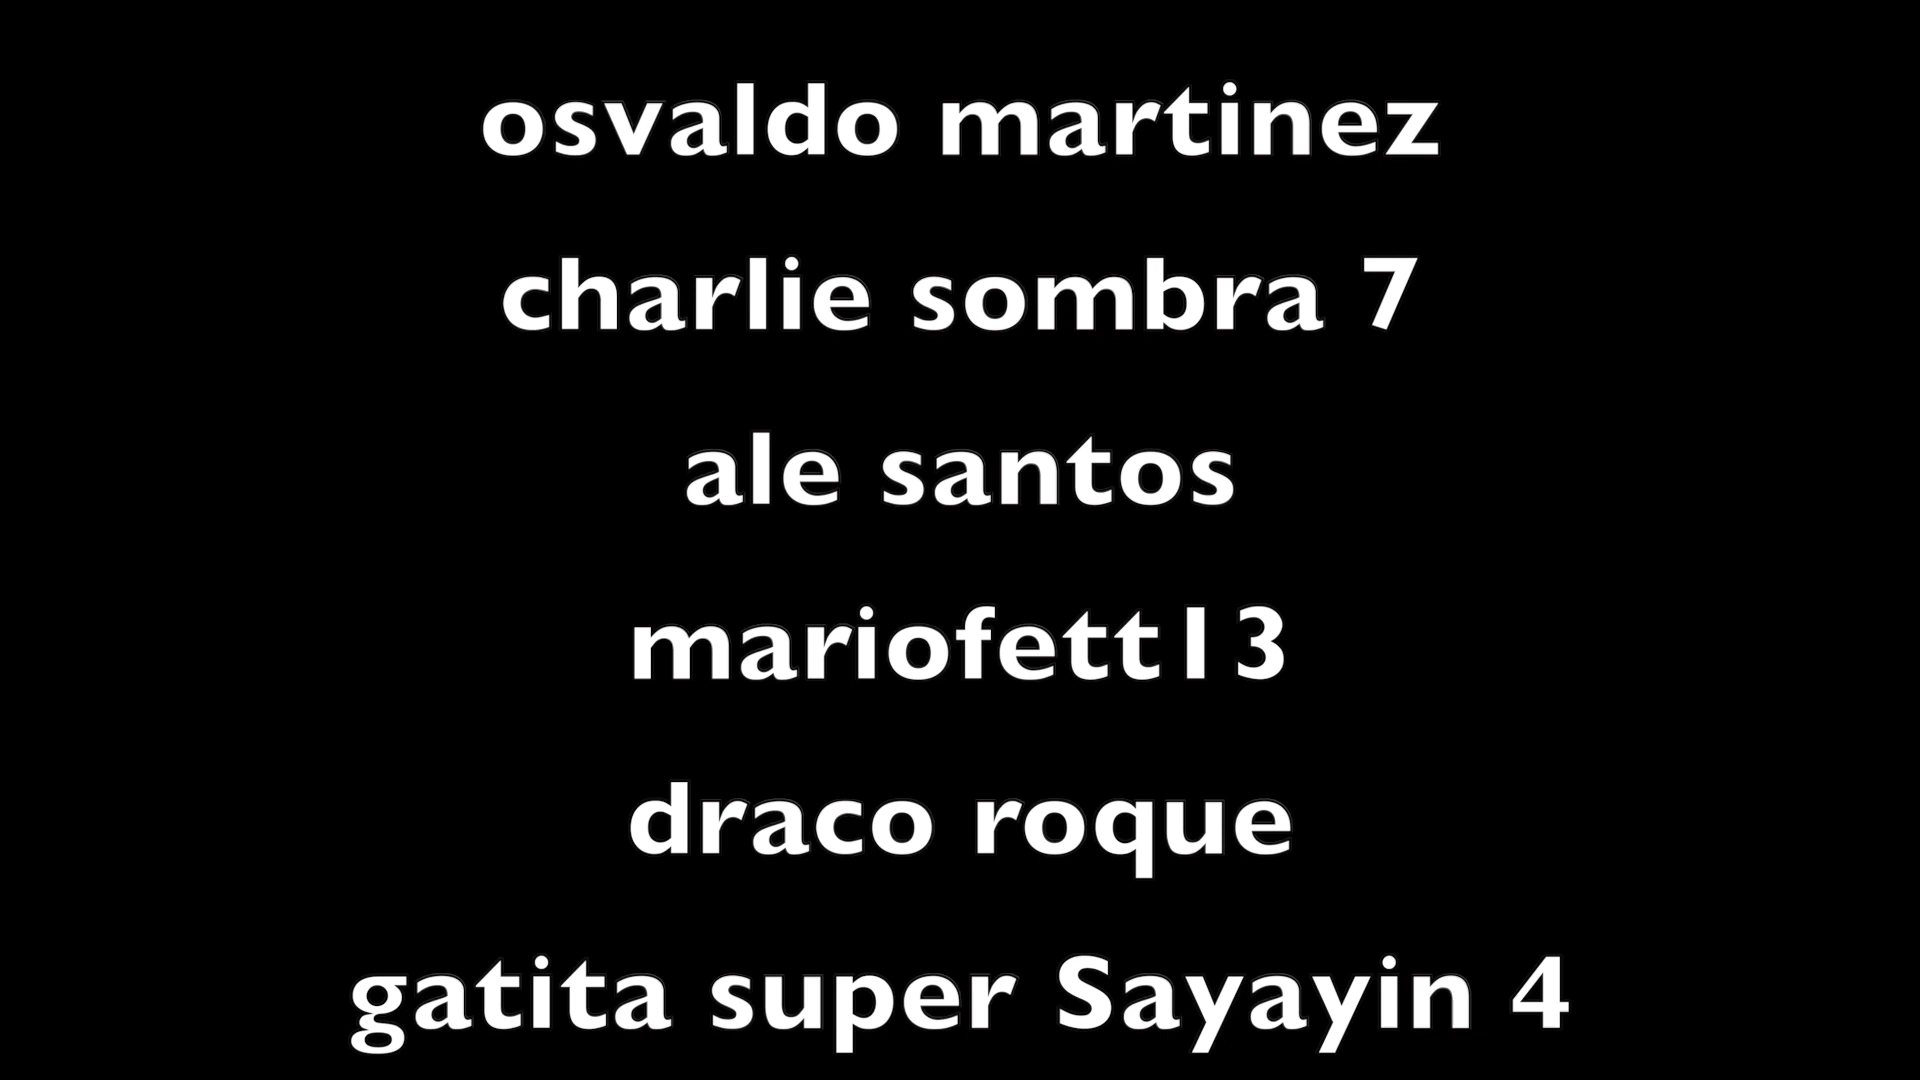 osvaldo martinez
charlie sombra 7
ale santos
mariofett13
draco roque
gatita super Sayayin 4